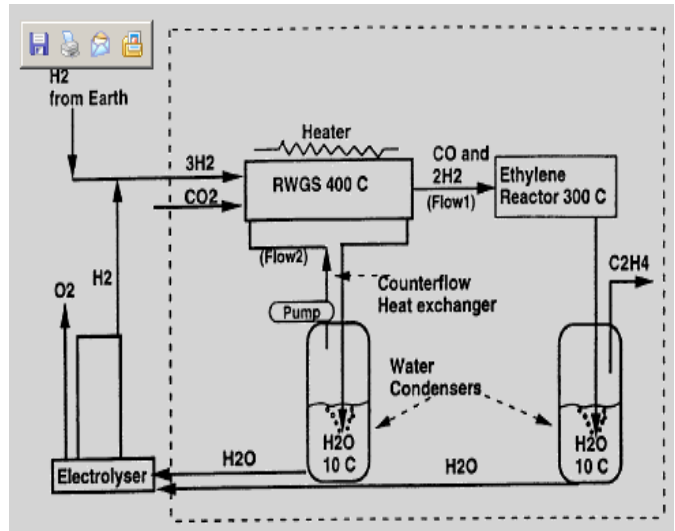 H2
from Earth
Heater
3H2
CO2
RWGS 400 C
CO and
2H2
(Flow1)
Ethylene
Reactor 300 C
(Flow2)
Counterflow
Heat exchanger
Pump
C2H4
O2
H2
Water
Condensers
H2O
10 C
H2O
10 C
Electrolyser
H2O
H2O